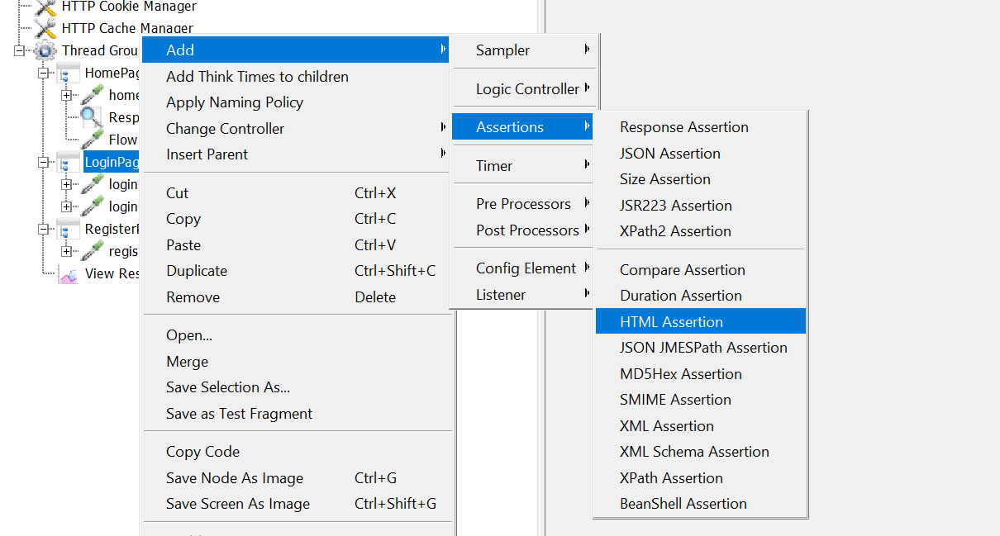 HTTP Cookie Manager
HTTP Cache Manager
Thread Grou
HomePag
home
Resp
Flow
LoginPag
login
login
RegisterP
regis
View Res
Add
Add Think Times to children
Apply Naming Policy
Change Controller
Insert Parent
Cut Ctrl+X
Copy Ctrl+C
Paste Ctrl+V
Duplicate Ctrl+Shift+C
Remove Delete
Open...
Merge
Save Selection As...
Save as Test Fragment
Copy Code
Save Node As Image Ctrl+G
Save Screen As Image Ctrl+Shift+G
Sampler
Logic Controller
Assertions
Timer
Pre Processors
Post Processors
Config Element
Listener
Response Assertion
JSON Assertion
Size Assertion
JSR223 Assertion
XPath2 Assertion
Compare Assertion
Duration Assertion
HTML Assertion
JSON JMESPath Assertion
MD5Hex Assertion
SMIME Assertion
XML Assertion
XML Schema Assertion
XPath Assertion
BeanShell Assertion